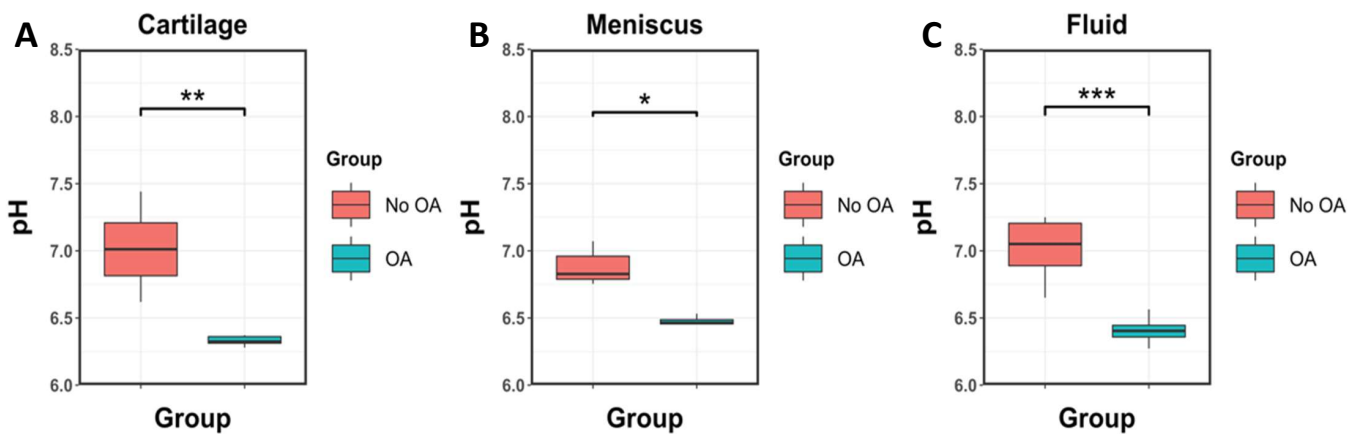 A
Cartilage
8.5
8.0
7.5
7.0
6.5
6.0
pH
**
Group
Group
No OA
OA
B
Meniscus
8.5
8.0
7.5
7.0
6.5
6.0
pH
*
Group
Group
No OA
OA
C
Fluid
8.5
8.0
7.5
7.0
6.5
6.0
pH
***
Group
Group
No OA
OA